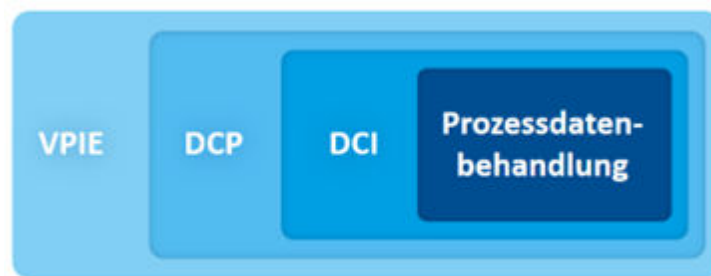 VPIE
DCP
DCI
Prozessdaten-
behandlung